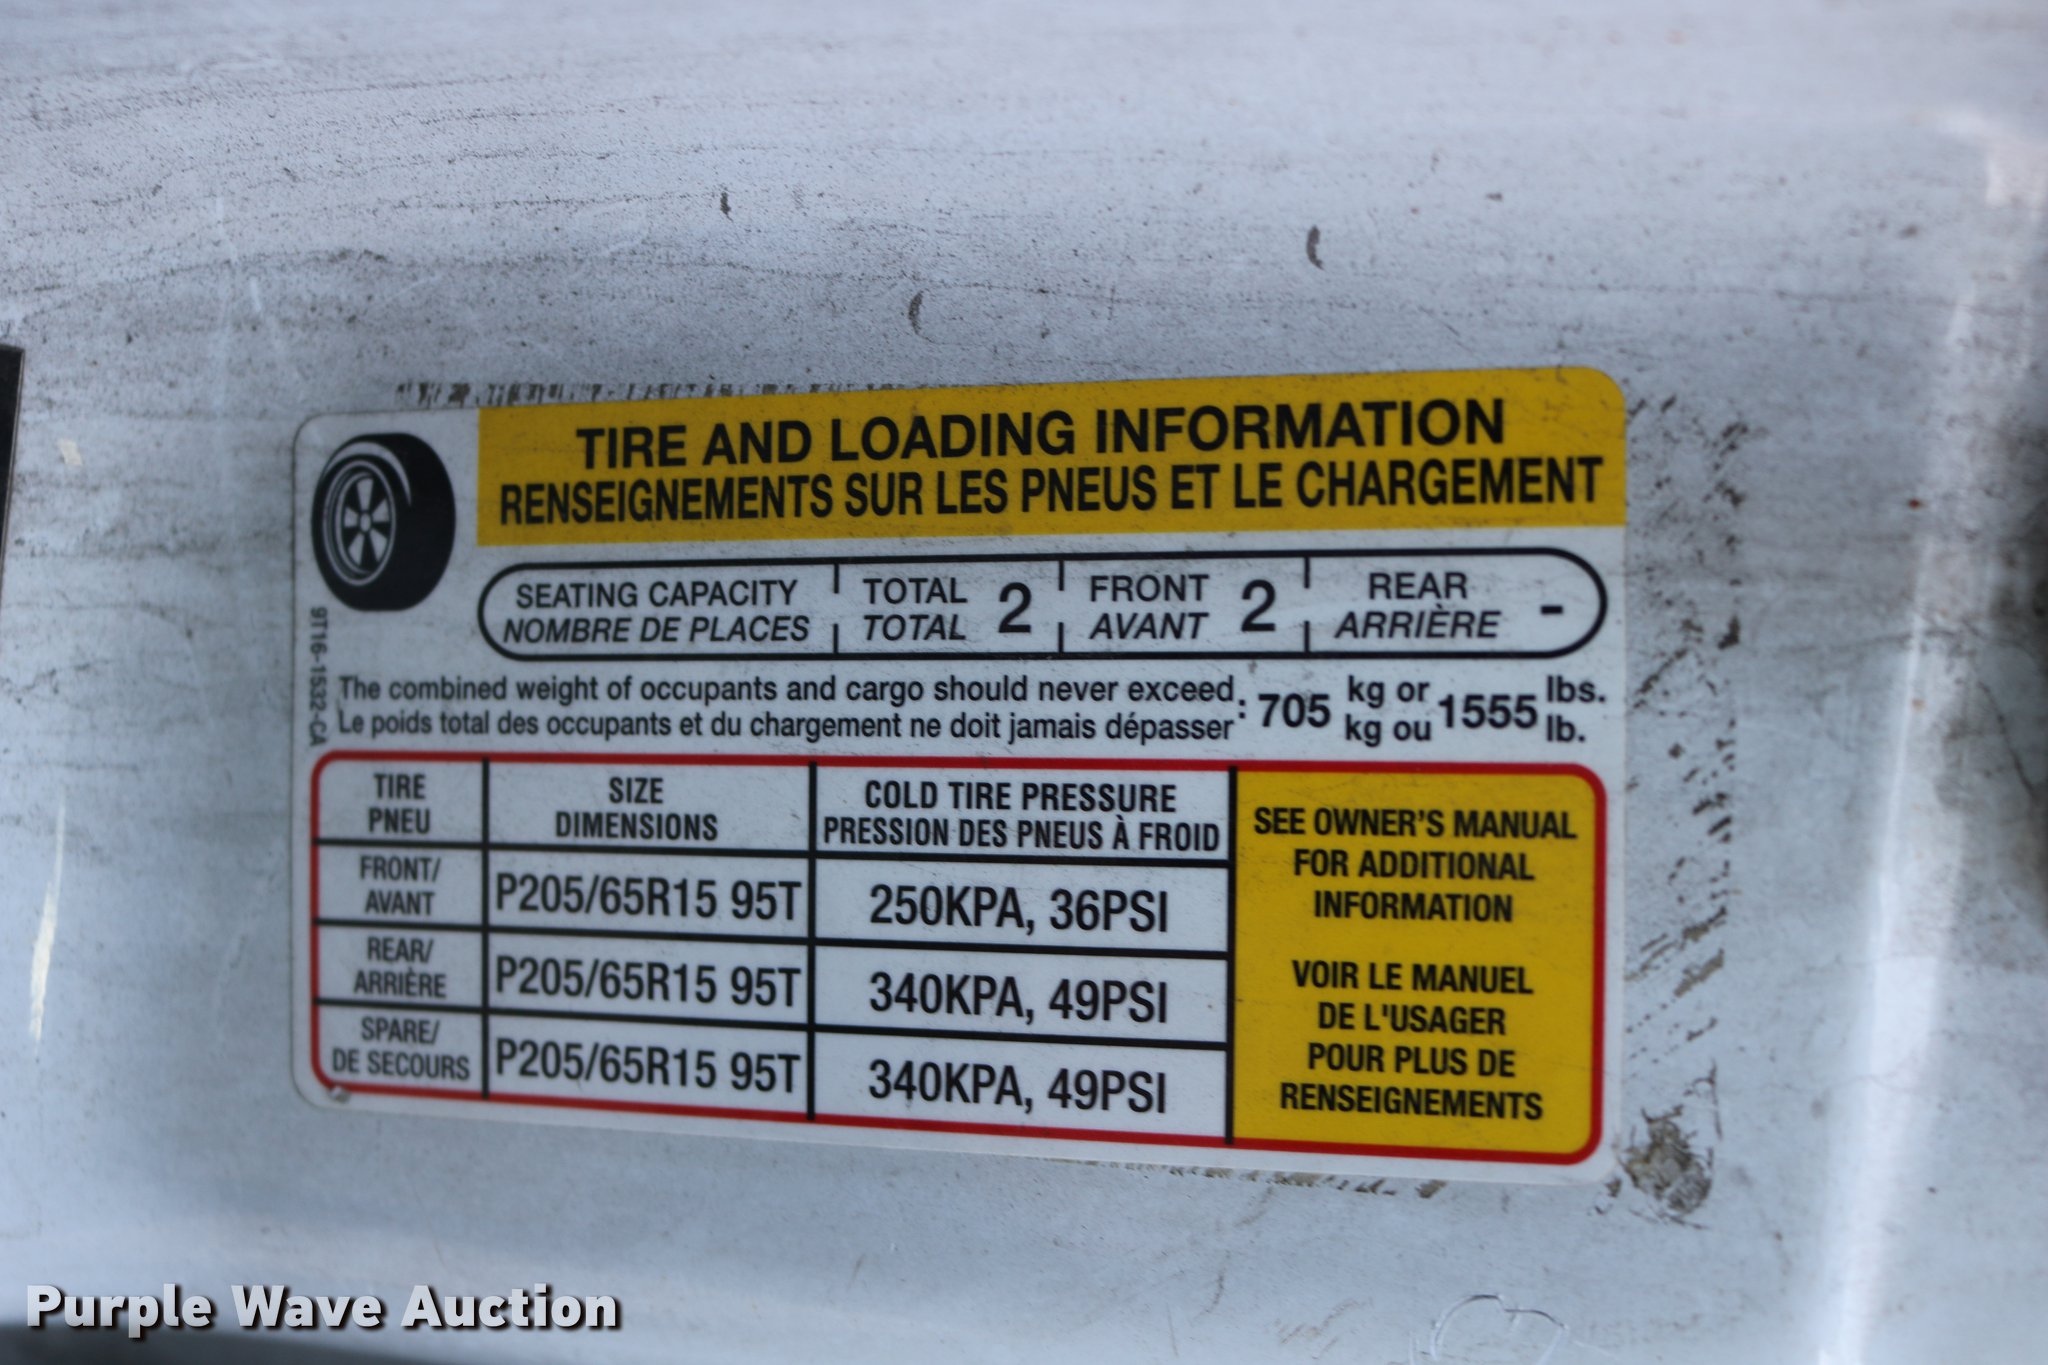 TIRE AND LOADING INFORMATION
RENSEIGNEMENTS SUR LES PNEUS ET LE CHARGEMENT
SEATING CAPACITY TOTAL 2 FRONT 2 REAR -
NOMBRE DE PLACES TOTAL AVANT ARRIÈRE
9T16-1532-CA
The combined weight of occupants and cargo should never exceed : 705 kg or 1555 lbs.
Le poids total des occupants et du chargement ne doit jamais dépasser kg ou lb.
TIRE SIZE COLD TIRE PRESSURE
PNEU DIMENSIONS PRESSION DES PNEUS À FROID
FRONT/
AVANT P205/65R15 95T 250KPA, 36PSI
REAR/
ARRIÈRE P205/65R15 95T 340KPA, 49PSI
SPARE/
DE SECOURS P205/65R15 95T 340KPA, 49PSI
SEE OWNER'S MANUAL
FOR ADDITIONAL
INFORMATION
VOIR LE MANUEL
DE L'USAGER
POUR PLUS DE
RENSEIGNEMENTS
Purple Wave Auction